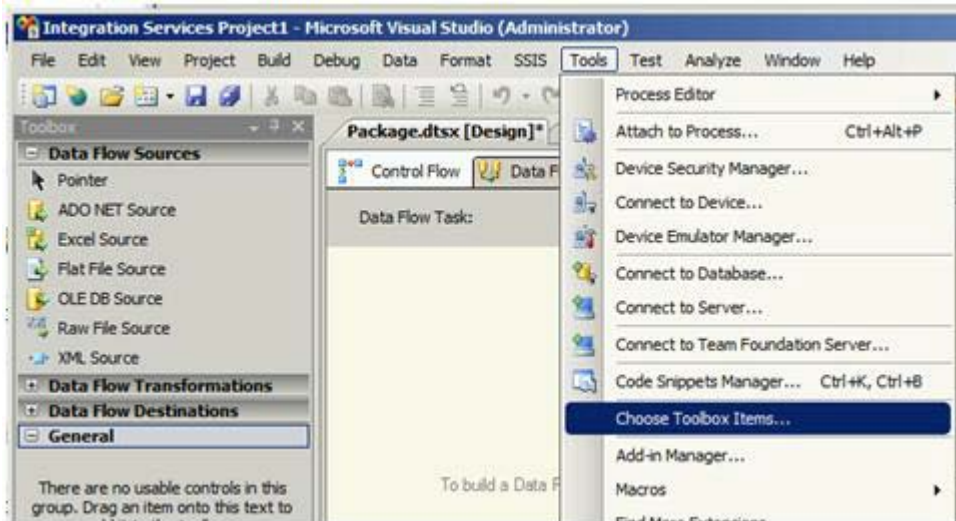 Integration Services Project1 - Microsoft Visual Studio (Administrator)
File Edit View Project Build Debug Data Format SSIS Tools Test Analyze Window Help
Toolbox
Data Flow Sources
Pointer
ADO NET Source
Excel Source
Flat File Source
OLE DB Source
Raw File Source
XML Source
Data Flow Transformations
Data Flow Destinations
General
There are no usable controls in this
group. Drag an item onto this text to
Package.dtsx [Design]*
Control Flow Data F
Data Flow Task:
To build a Data F
Process Editor
Attach to Process... Ctrl+Alt+P
Device Security Manager...
Connect to Device...
Device Emulator Manager...
Connect to Database...
Connect to Server...
Connect to Team Foundation Server...
Code Snippets Manager... Ctrl+K, Ctrl+B
Choose Toolbox Items...
Add-in Manager...
Macros